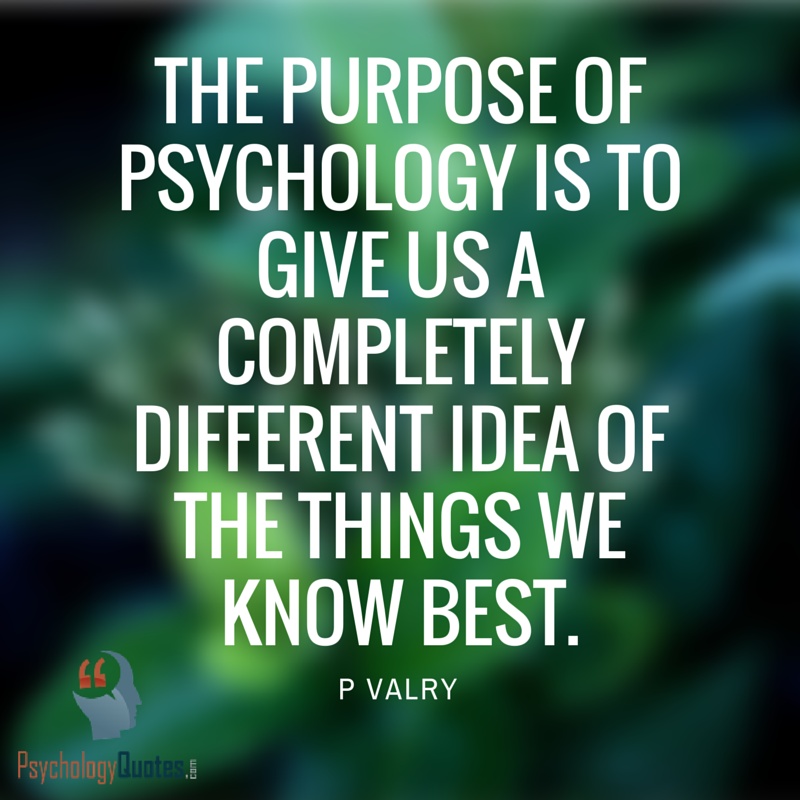 THE PURPOSE OF
PSYCHOLOGY IS TO
GIVE US A
COMPLETELY
DIFFERENT IDEA OF
THE THINGS WE
KNOW BEST.
P VALRY
PsychologyQuotes.com